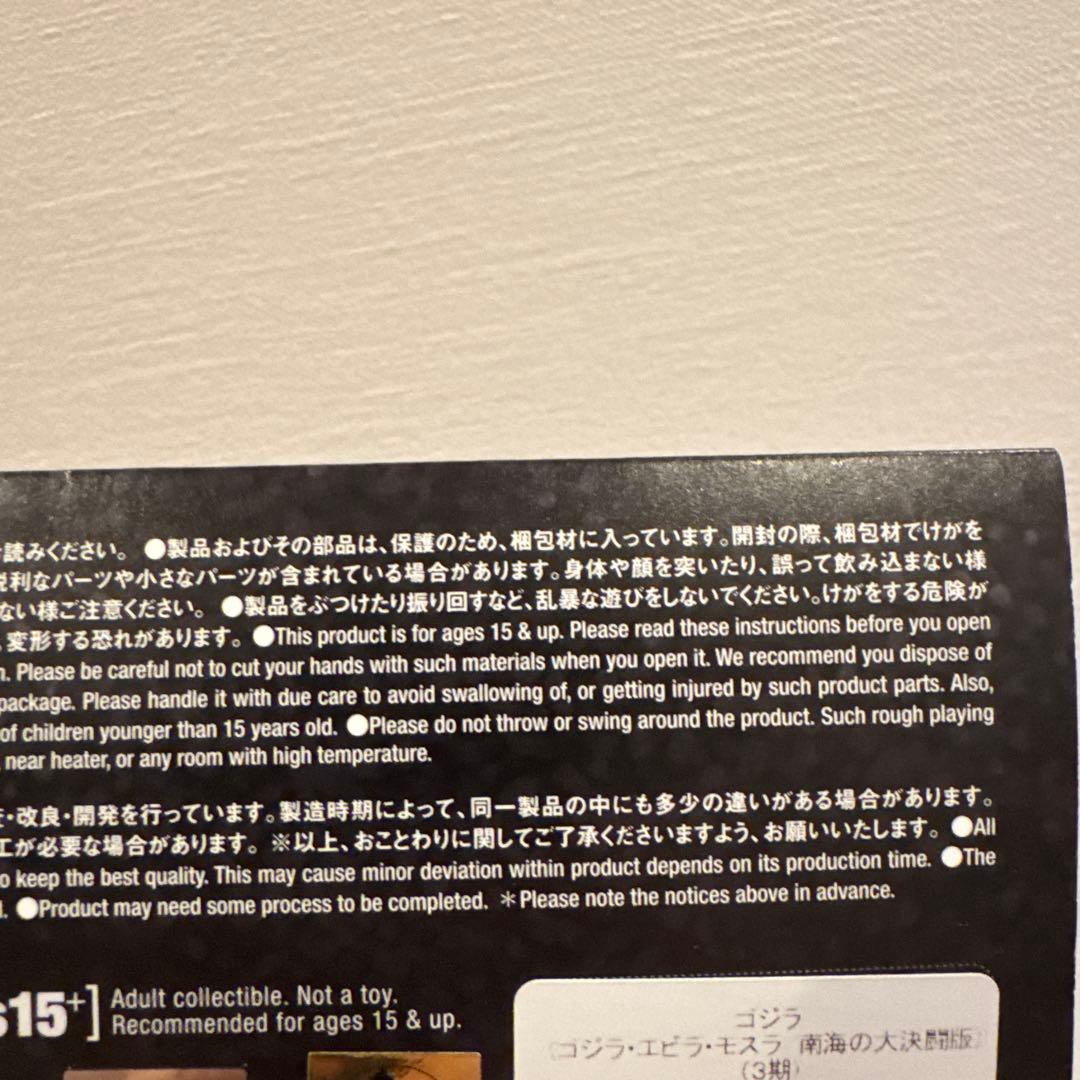 読みください。 ●製品およびその部品は、保護のため、梱包材に入っています。開封の際、梱包材でけがを
利なパーツや小さなパーツが含まれている場合があります。身体や顔を突いたり、誤って飲み込まない様
ない様ご注意ください。 ●製品をぶつけたり振り回すなど、乱暴な遊びをしないでください。けがをする危険が
、変形する恐れがあります。 ●This product is for ages 15 & up. Please read these instructions before you open
n. Please be careful not to cut your hands with such materials when you open it. We recommend you dispose of
package. Please handle it with due care to avoid swallowing of, or getting injured by such product parts. Also,
of children younger than 15 years old. ●Please do not throw or swing around the product. Such rough playing
near heater, or any room with high temperature.
・改良・開発を行っています。製造時期によって、同一製品の中にも多少の違いがある場合があります。
工が必要な場合があります。 ※以上、おことわりに関してご了承くださいますよう、お願いいたします。 ●All
o keep the best quality. This may cause minor deviation within product depends on its production time. ●The
. ●Product may need some process to be completed. ＊Please note the notices above in advance.
15+] Adult collectible. Not a toy.
Recommended for ages 15 & up.
ゴジラ
(ゴジラ・エビラ・モスラ 南海の大決闘版)
(3期)